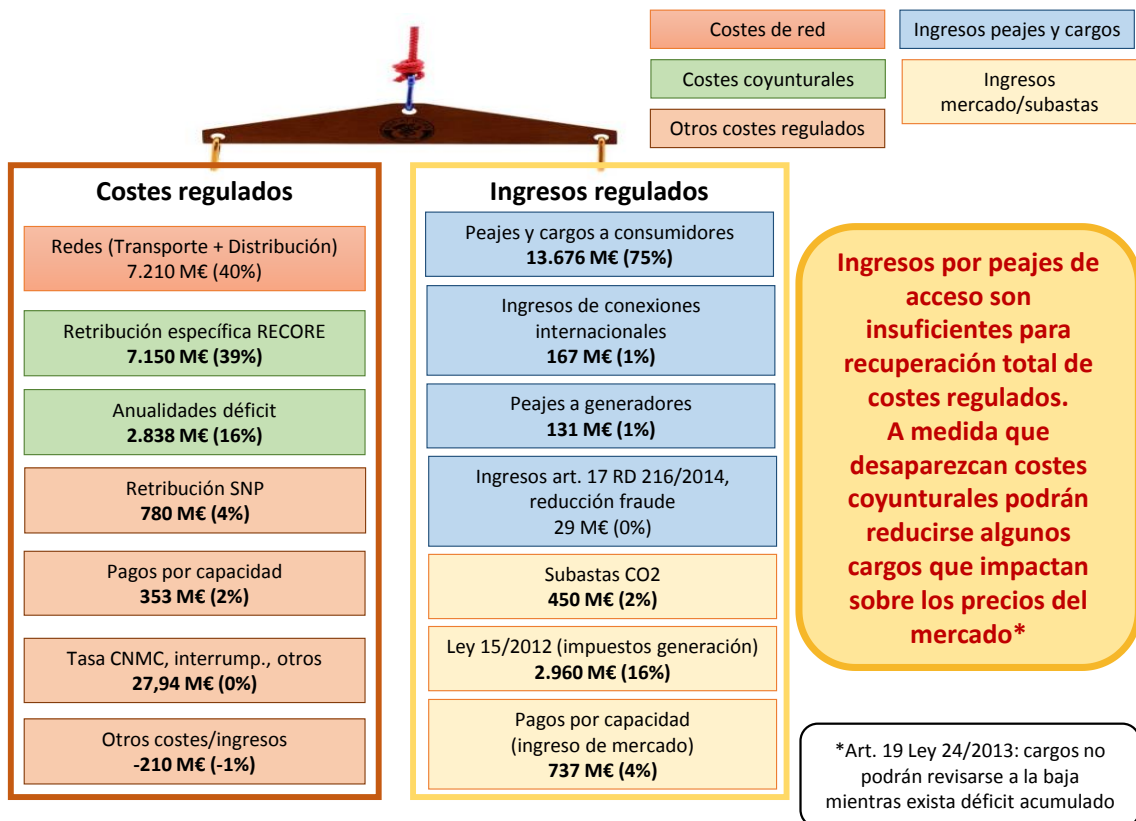 Costes de red
Ingresos peajes y cargos
Costes coyunturales
Ingresos
mercado/subastas
Otros costes regulados
Costes regulados
Redes (Transporte + Distribución)
7.210 M€ (40%)
Retribución específica RECORE
7.150 M€ (39%)
Anualidades déficit
2.838 M€ (16%)
Retribución SNP
780 M€ (4%)
Pagos por capacidad
353 M€ (2%)
Tasa CNMC, interrump., otros
27,94 M€ (0%)
Otros costes/ingresos
-210 M€ (-1%)
Ingresos regulados
Peajes y cargos a consumidores
13.676 M€ (75%)
Ingresos de conexiones
internacionales
167 M€ (1%)
Peajes a generadores
131 M€ (1%)
Ingresos art. 17 RD 216/2014,
reducción fraude
29 M€ (0%)
Subastas CO2
450 M€ (2%)
Ley 15/2012 (impuestos generación)
2.960 M€ (16%)
Pagos por capacidad
(ingreso de mercado)
737 M€ (4%)
Ingresos por peajes de
acceso son
insuficientes para
recuperación total de
costes regulados.
A medida que
desaparezcan costes
coyunturales podrán
reducirse algunos
cargos que impactan
sobre los precios del
mercado*
*Art. 19 Ley 24/2013: cargos no
podrán revisarse a la baja
mientras exista déficit acumulado